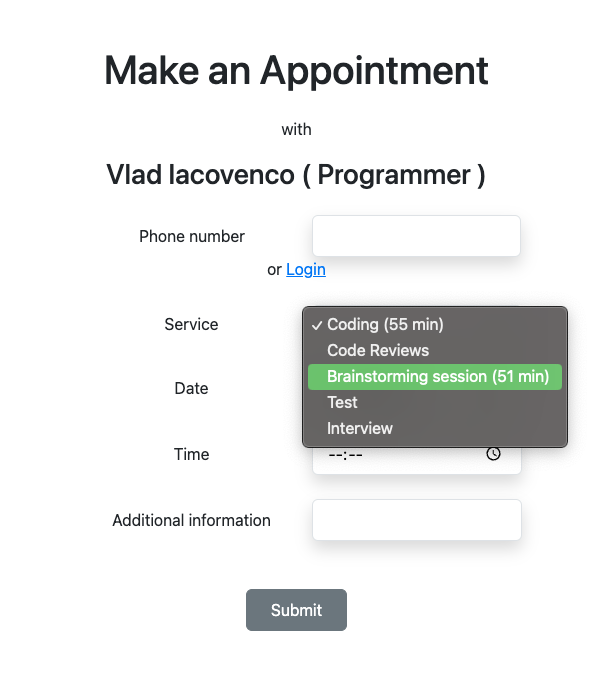 Make an Appointment
with
Vlad Iacovenco ( Programmer )
Phone number
or Login
Service
✓ Coding (55 min)
Code Reviews
Brainstorming session (51 min)
Test
Interview
Date
Time
--:--
Additional information
Submit